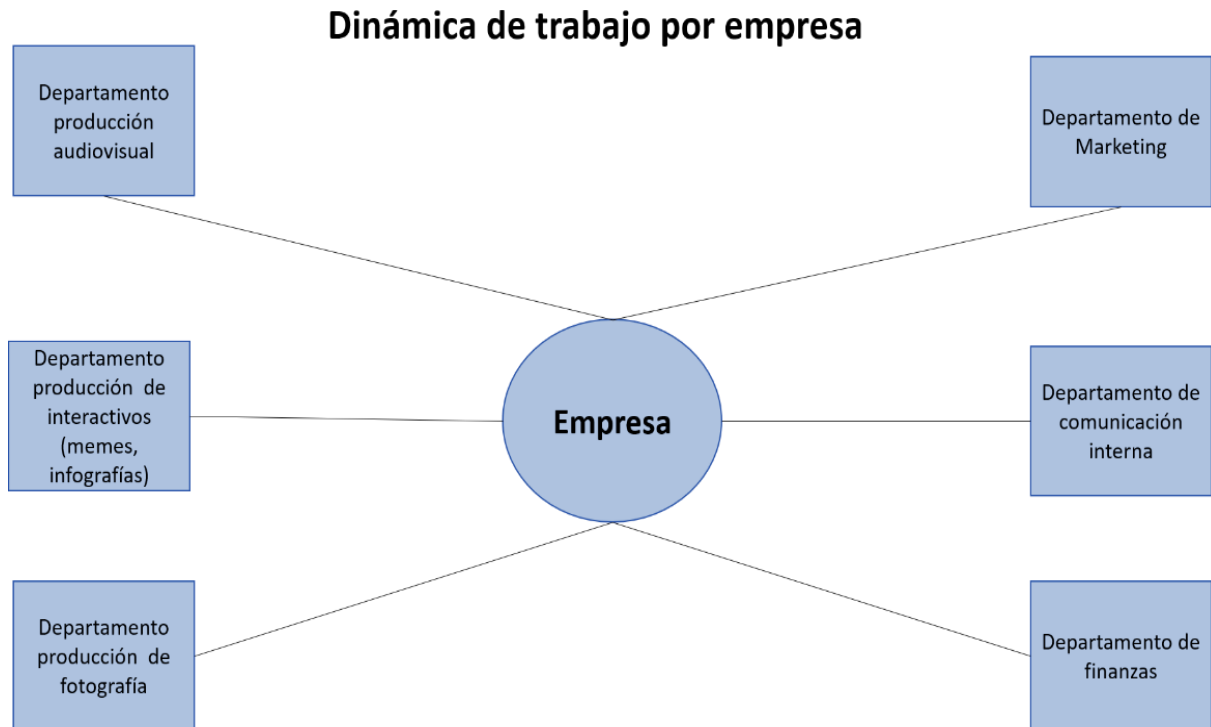 Dinámica de trabajo por empresa
Departamento
producción
audiovisual
Departamento de
Marketing
Departamento
producción de
interactivos
(memes,
infografías)
Empresa
Departamento de
comunicación
interna
Departamento
producción de
fotografía
Departamento de
finanzas